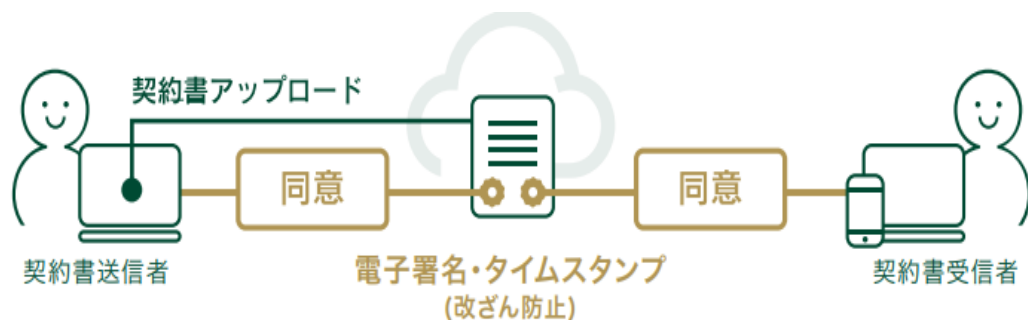 契約書アップロード
同意
同意
契約書送信者
電子署名・タイムスタンプ
(改ざん防止)
契約書受信者